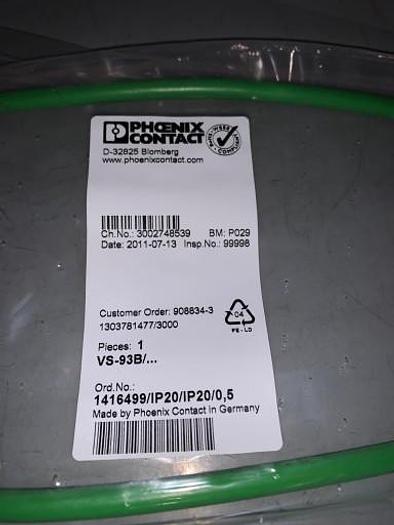 PHŒNIX
CONTACT
D-32825 Blomberg
www.phoenixcontact.com
Ch.No.: 3002748539 BM: P029
Date: 2011-07-13 Insp.No.: 99998
Customer Order: 908834-3
1303781477/3000
04
PE-LD
Pieces: 1
VS-93B/...
Ord.No.:
1416499/IP20/IP20/0,5
Made by Phoenix Contact in Germany